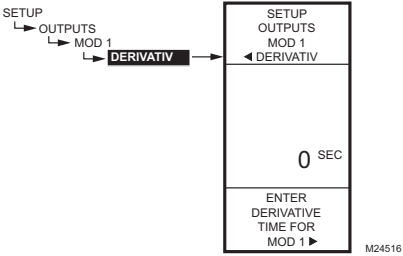 SETUP
OUTPUTS
MOD 1
DERIVATIV
SETUP
OUTPUTS
MOD 1
◄ DERIVATIV
0 SEC
ENTER
DERIVATIVE
TIME FOR
MOD 1 ►
M24516